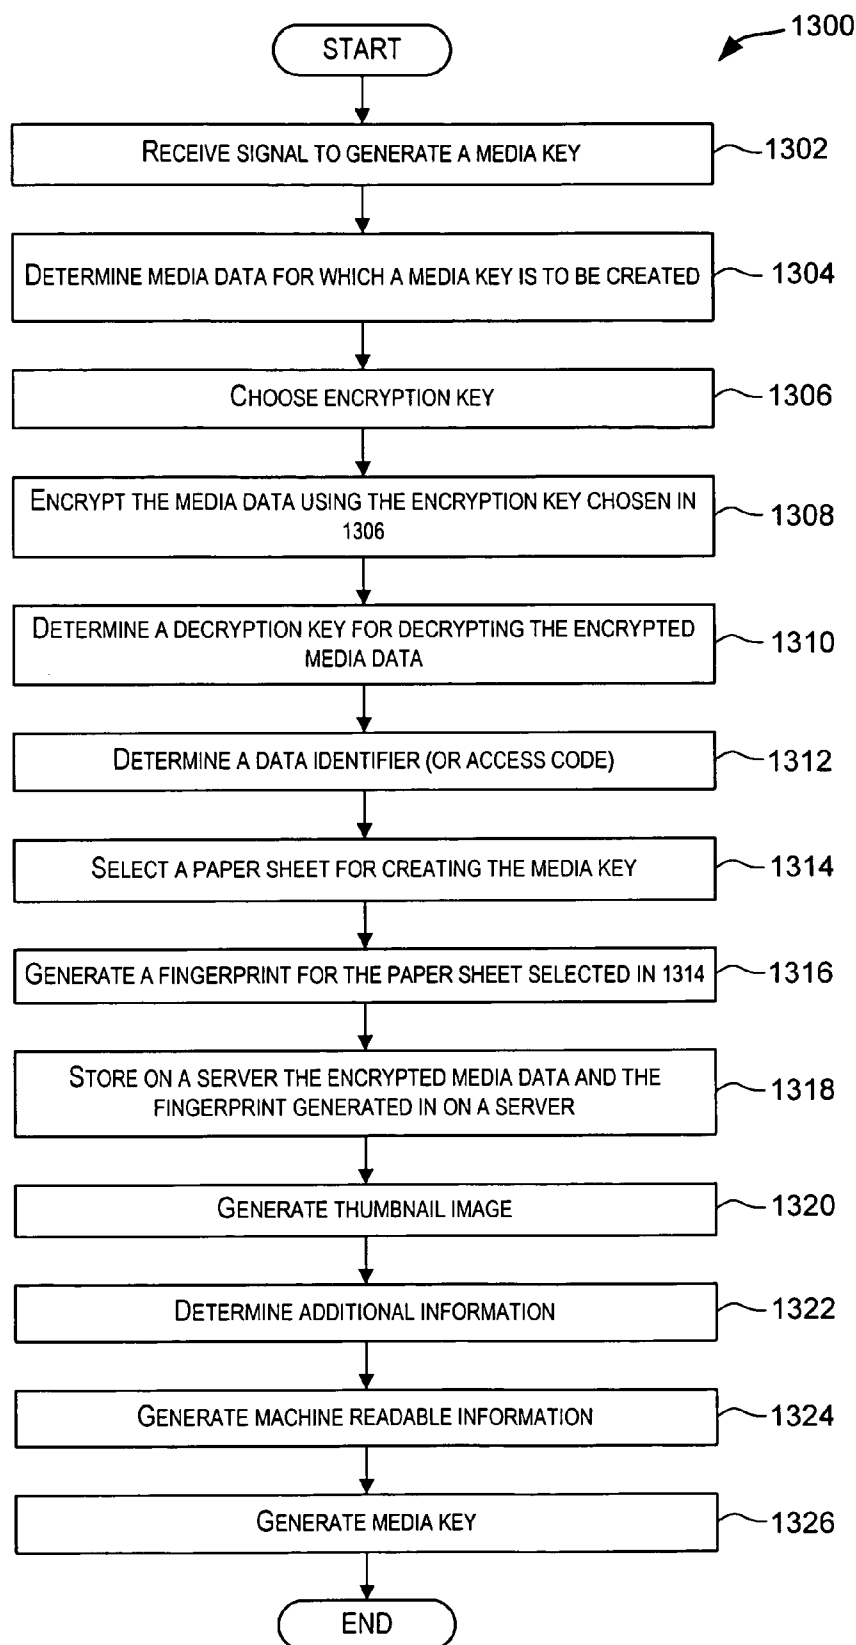 1300
START
RECEIVE SIGNAL TO GENERATE A MEDIA KEY
1302
DETERMINE MEDIA DATA FOR WHICH A MEDIA KEY IS TO BE CREATED
1304
CHOOSE ENCRYPTION KEY
1306
ENCRYPT THE MEDIA DATA USING THE ENCRYPTION KEY CHOSEN IN
1306
1308
DETERMINE A DECRYPTION KEY FOR DECRYPTING THE ENCRYPTED
MEDIA DATA
1310
DETERMINE A DATA IDENTIFIER (OR ACCESS CODE)
1312
SELECT A PAPER SHEET FOR CREATING THE MEDIA KEY
1314
GENERATE A FINGERPRINT FOR THE PAPER SHEET SELECTED IN 1314
1316
STORE ON A SERVER THE ENCRYPTED MEDIA DATA AND THE
FINGERPRINT GENERATED IN ON A SERVER
1318
GENERATE THUMBNAIL IMAGE
1320
DETERMINE ADDITIONAL INFORMATION
1322
GENERATE MACHINE READABLE INFORMATION
1324
GENERATE MEDIA KEY
1326
END